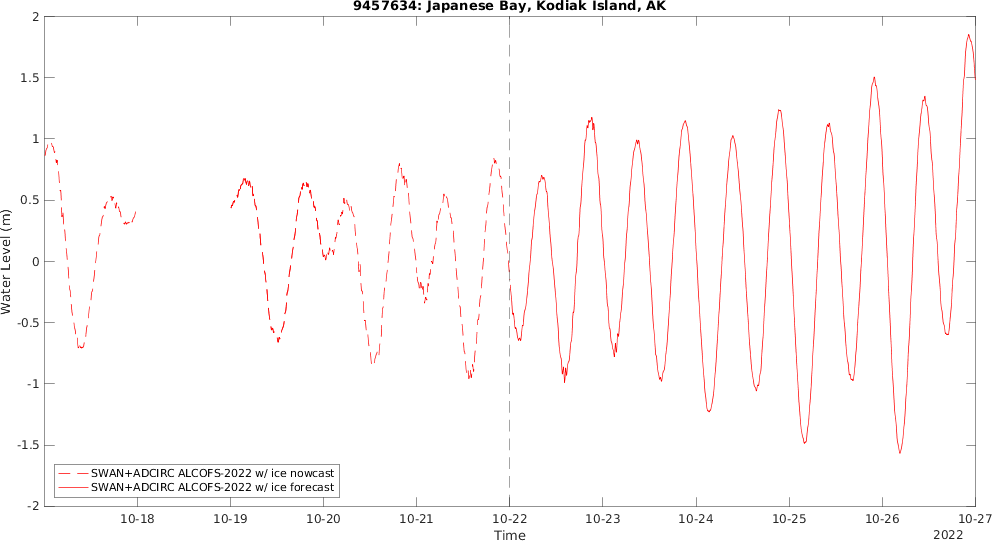 9457634: Japanese Bay, Kodiak Island, AK
2
1.5
1
0.5
0
-0.5
-1
-1.5
-2
Water Level (m)
SWAN+ADCIRC ALCOFS-2022 w/ ice nowcast
SWAN+ADCIRC ALCOFS-2022 w/ ice forecast
10-18 10-19 10-20 10-21 10-22 10-23 10-24 10-25 10-26 10-27
Time
2022